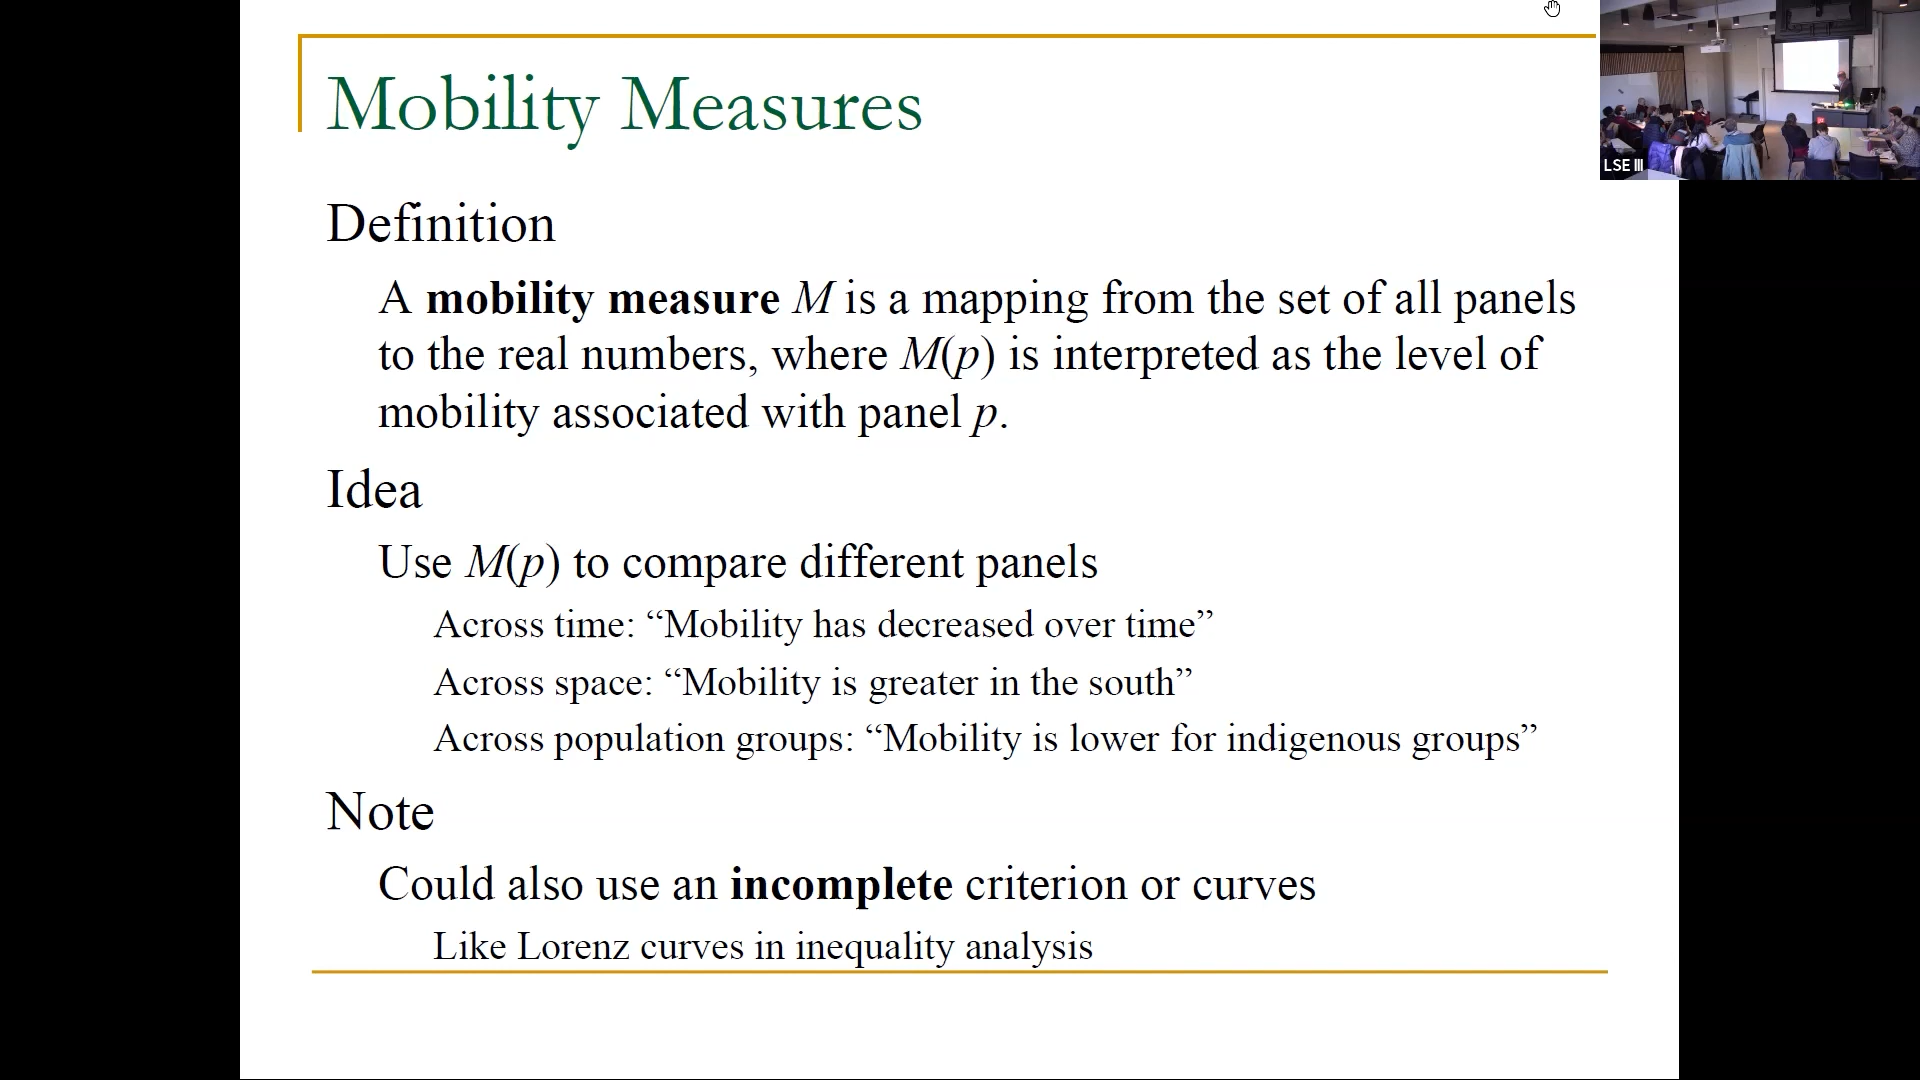 Mobility Measures
LSE III
Definition
A mobility measure M is a mapping from the set of all panels
to the real numbers, where M(p) is interpreted as the level of
mobility associated with panel p.
Idea
Use M(p) to compare different panels
Across time: “Mobility has decreased over time”
Across space: “Mobility is greater in the south”
Across population groups: “Mobility is lower for indigenous groups”
Note
Could also use an incomplete criterion or curves
Like Lorenz curves in inequality analysis